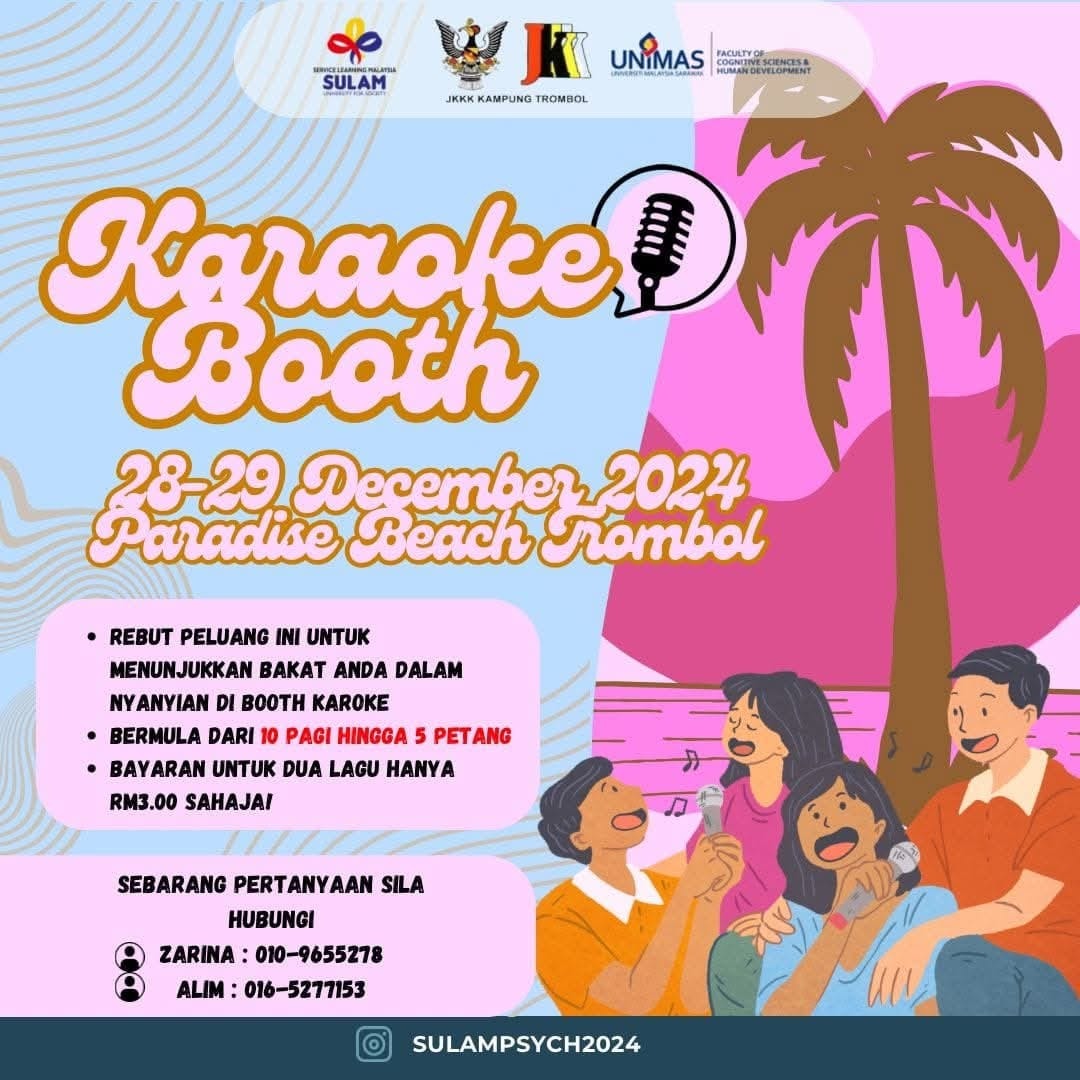 SERVICE LEARNING MALAYSIA
SULAM
UNIVERSITY FOR SOCIETY
JKKK
JKKK KAMPUNG TROMBOL
UNIMAS
UNIVERSITI MALAYSIA SARAWAK
FACULTY OF
COGNITIVE SCIENCES &
HUMAN DEVELOPMENT
Karaoke
Booth
28-29 December 2024
Paradise Beach Trombol
• REBUT PELUANG INI UNTUK
MENUNJUKKAN BAKAT ANDA DALAM
NYANYIAN DI BOOTH KAROKE
• BERMULA DARI 10 PAGI HINGGA 5 PETANG
• BAYARAN UNTUK DUA LAGU HANYA
RM3.00 SAHAJA!
SEBARANG PERTANYAAN SILA
HUBUNGI
ZARINA : 010-9655278
ALIM : 016-5277153
SULAMPSYCH2024